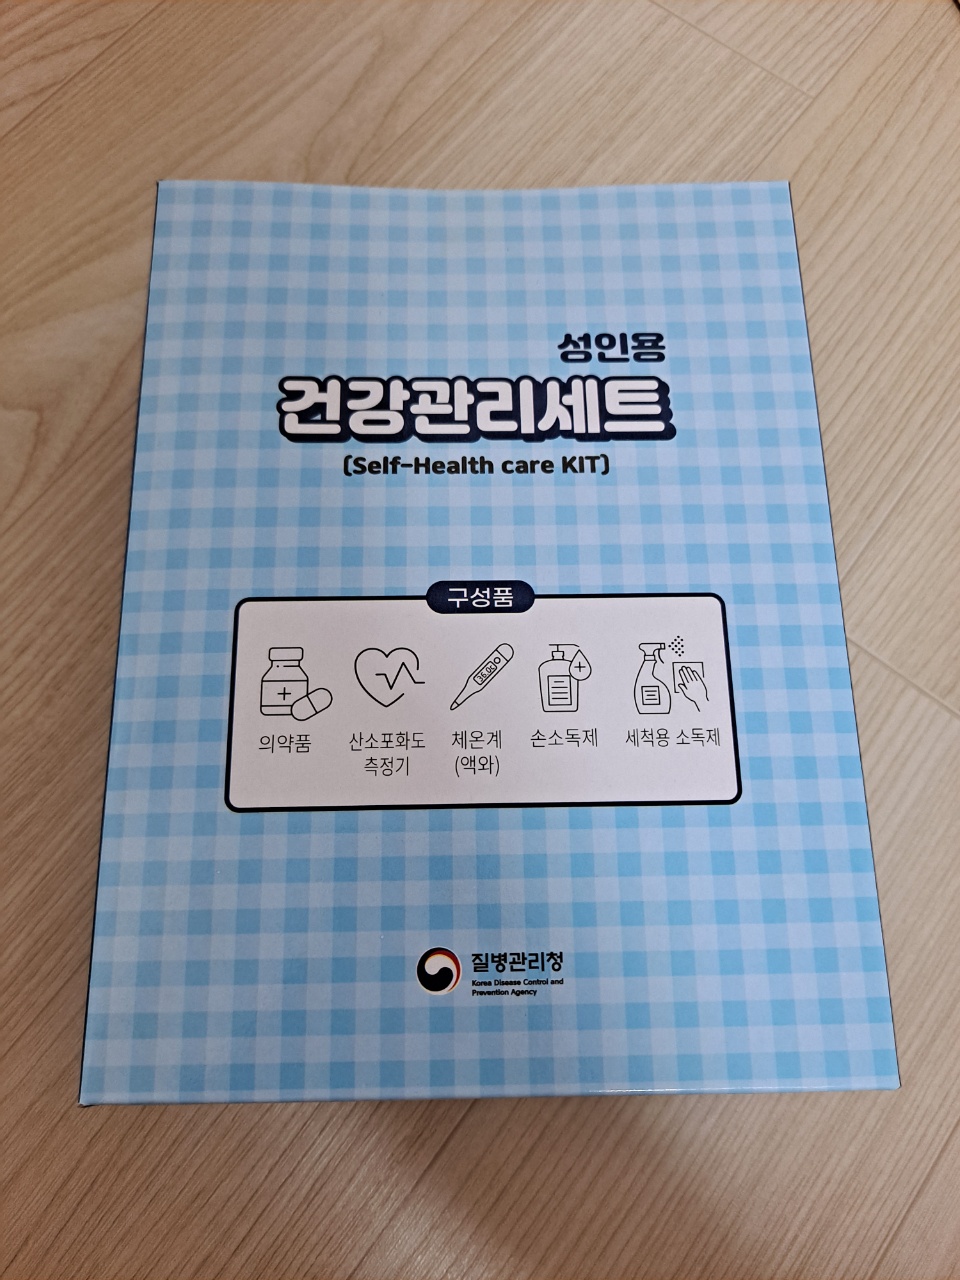 성인용
건강관리세트
(Self-Health care KIT)
구성품
의약품
산소포화도
측정기
체온계
(액와)
손소독제
세척용 소독제
36.05
질병관리청
Korea Disease Control and
Prevention Agency